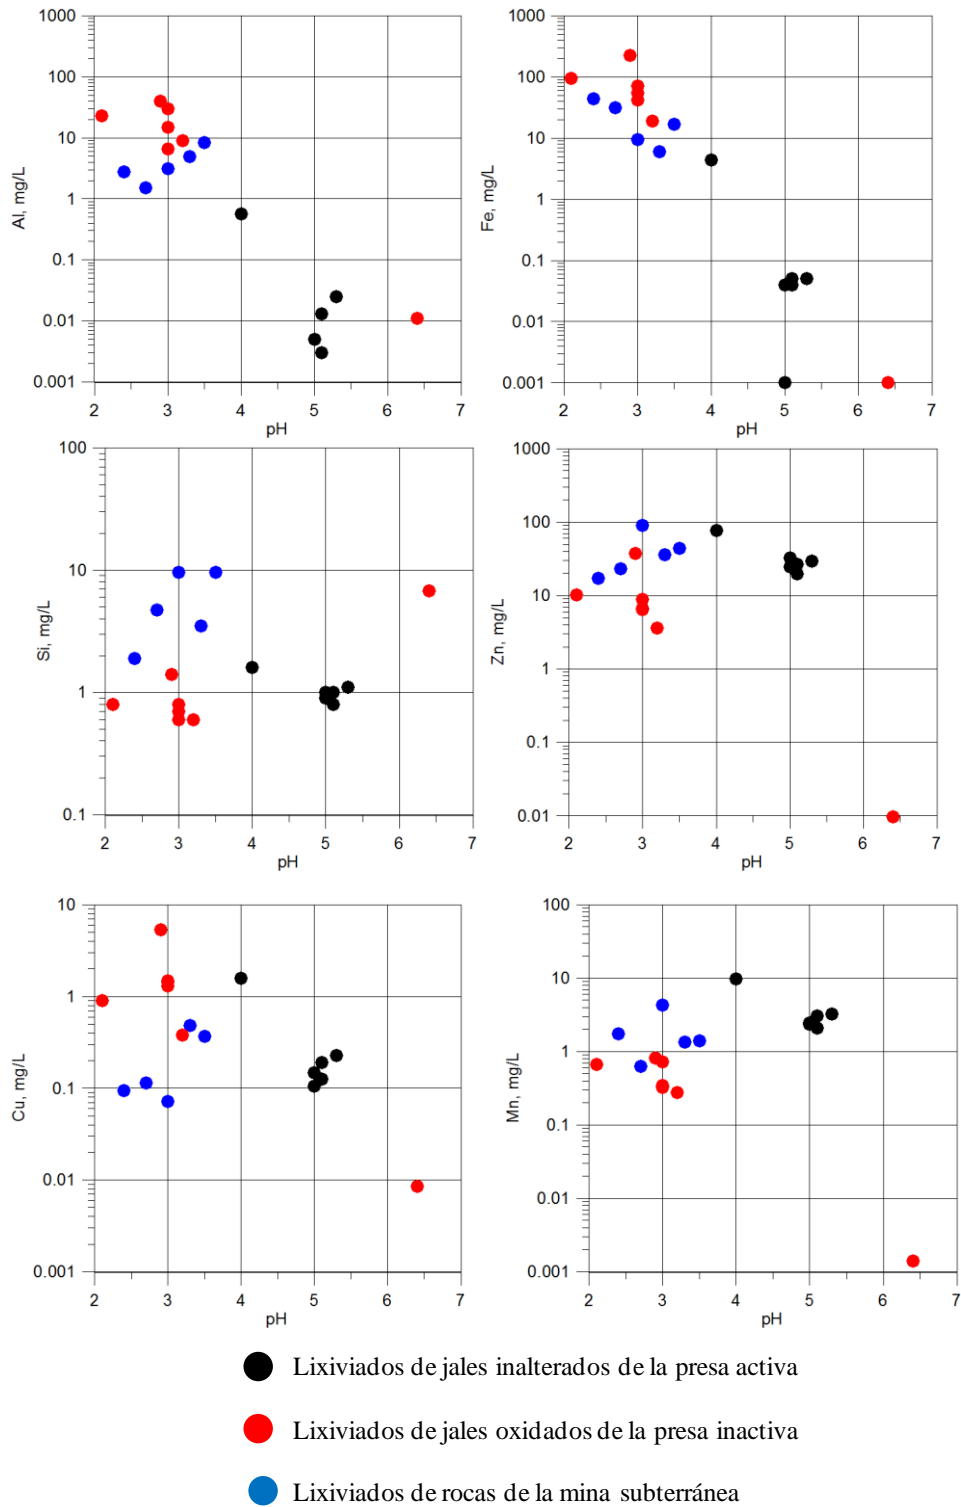 1000
100
10
1
0.1
0.01
0.001
Al, mg/L
2 3 4 5 6 7
pH
1000
100
10
1
0.1
0.01
0.001
Fe, mg/L
2 3 4 5 6 7
pH
100
10
1
0.1
Si, mg/L
2 3 4 5 6 7
pH
1000
100
10
1
0.1
0.01
Zn, mg/L
2 3 4 5 6 7
pH
10
1
0.1
0.01
0.001
Cu, mg/L
2 3 4 5 6 7
pH
100
10
1
0.1
0.01
0.001
Mn, mg/L
2 3 4 5 6 7
pH
Lixiviados de jales inalterados de la presa activa
Lixiviados de jales oxidados de la presa inactiva
Lixiviados de rocas de la mina subterránea